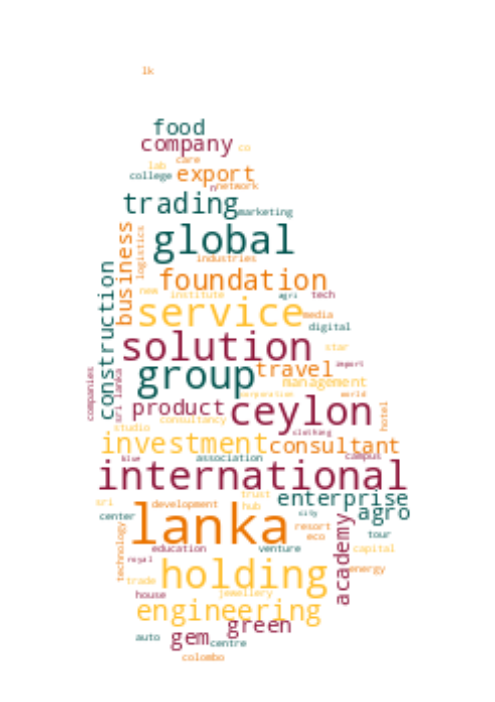 lk
food
company co
lab care
college export
n network
trading marketing
global
business logistics industries
foundation
new institute agri tech
service media
construction digital
solution star
group travel import
management
companies sri lanka corporation world
product ceylon hotel
studio consultancy
clothing
investment consultant
blue association campus
international
sri trust enterprise
center development hub city agro
lanka resort tour
eco
technology education venture capital
royal academy
holding energy
trade
house jewellery
engineering
green
auto gem centre
colombo